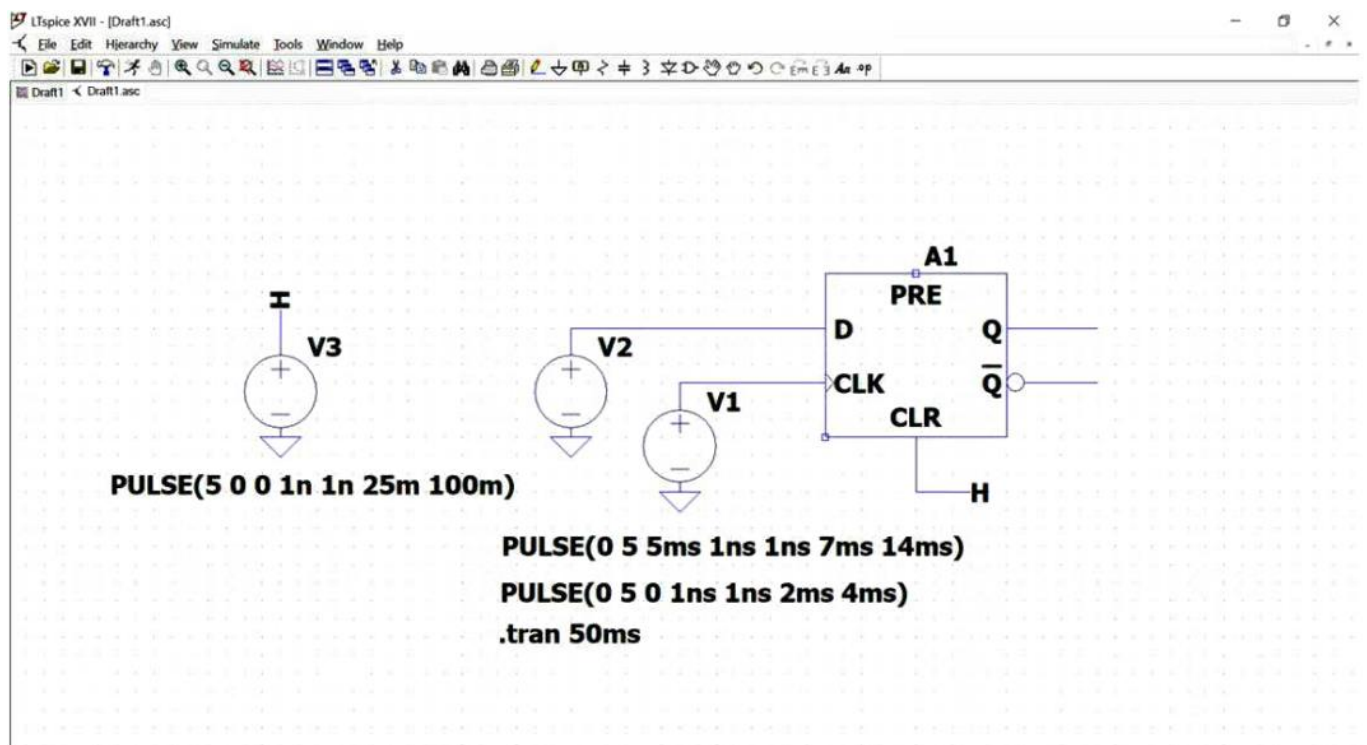 LTspice XVII - [Draft1.asc]
File Edit Hierarchy View Simulate Tools Window Help
Draft1 Draft1.asc
A1
H
PRE
V3
V2
D
Q
V1
CLK
Q̅
CLR
PULSE(5 0 0 1n 1n 25m 100m)
H
PULSE(0 5 5ms 1ns 1ns 7ms 14ms)
PULSE(0 5 0 1ns 1ns 2ms 4ms)
.tran 50ms